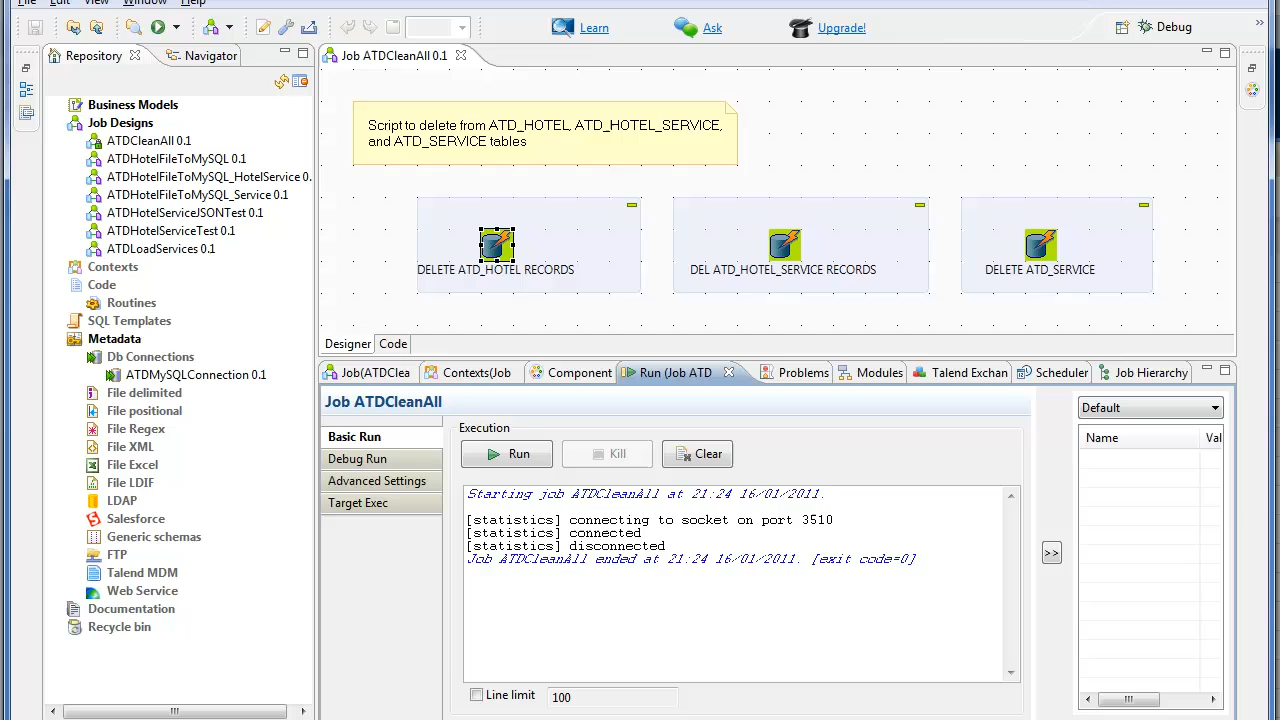 File Edit View Window Help
Learn
Ask
Upgrade!
Debug
>>
Repository
Navigator
Job ATDCleanAll 0.1
Business Models
Job Designs
ATDCleanAll 0.1
ATDHotelFileToMySQL 0.1
ATDHotelFileToMySQL_HotelService 0.
ATDHotelFileToMySQL_Service 0.1
ATDHotelServiceJSONTest 0.1
ATDHotelServiceTest 0.1
ATDLoadServices 0.1
Contexts
Code
Routines
SQL Templates
Metadata
Db Connections
ATDMySQLConnection 0.1
File delimited
File positional
File Regex
File XML
File Excel
File LDIF
LDAP
Salesforce
Generic schemas
FTP
Talend MDM
Web Service
Documentation
Recycle bin
Script to delete from ATD_HOTEL, ATD_HOTEL_SERVICE,
and ATD_SERVICE tables
DELETE ATD_HOTEL RECORDS
DEL ATD_HOTEL_SERVICE RECORDS
DELETE ATD_SERVICE
Designer
Code
Job(ATDClea
Contexts(Job
Component
Run (Job ATD
Problems
Modules
Talend Exchan
Scheduler
Job Hierarchy
Job ATDCleanAll
Basic Run
Debug Run
Advanced Settings
Target Exec
Execution
Run
Kill
Clear
Starting job ATDCleanAll at 21:24 16/01/2011.
[statistics] connecting to socket on port 3510
[statistics] connected
[statistics] disconnected
Job ATDCleanAll ended at 21:24 16/01/2011. [exit code=0]
Line limit
100
>>
Default
Name
Val